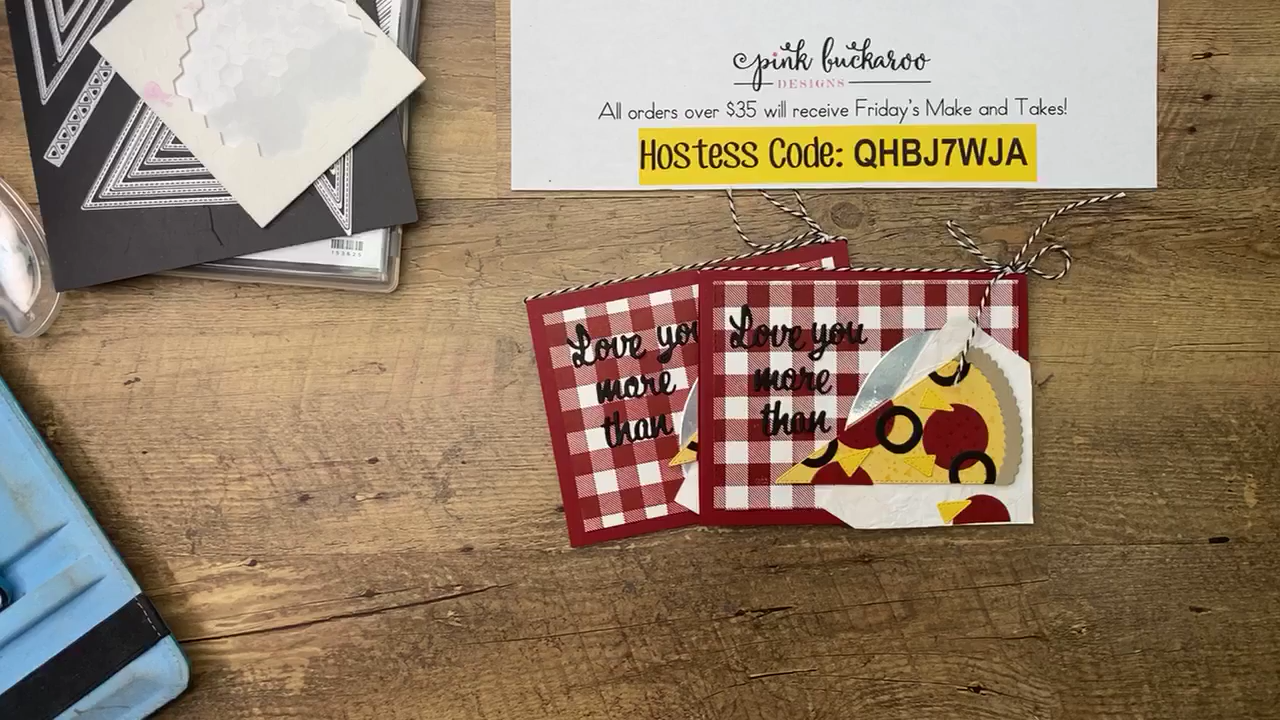 pink buckaroo
DESIGNS
All orders over $35 will receive Friday's Make and Takes!
Hostess Code: QHBJ7WJA
Love you
more
than
Love you
more
than